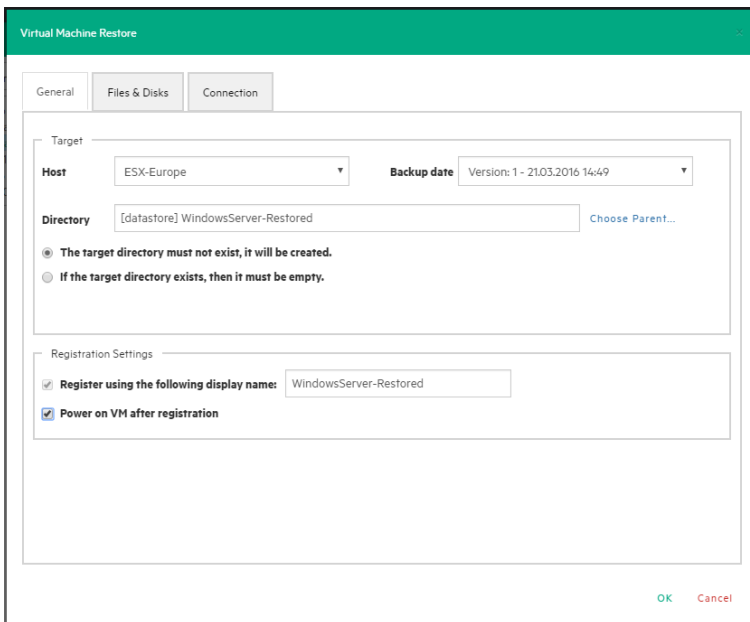 Virtual Machine Restore
General Files & Disks Connection
Target
Host ESX-Europe Backup date Version: 1 - 21.03.2016 14:49
Directory [datastore] WindowsServer-Restored Choose Parent...
The target directory must not exist, it will be created.
If the target directory exists, then it must be empty.
Registration Settings
Register using the following display name: WindowsServer-Restored
Power on VM after registration
OK Cancel